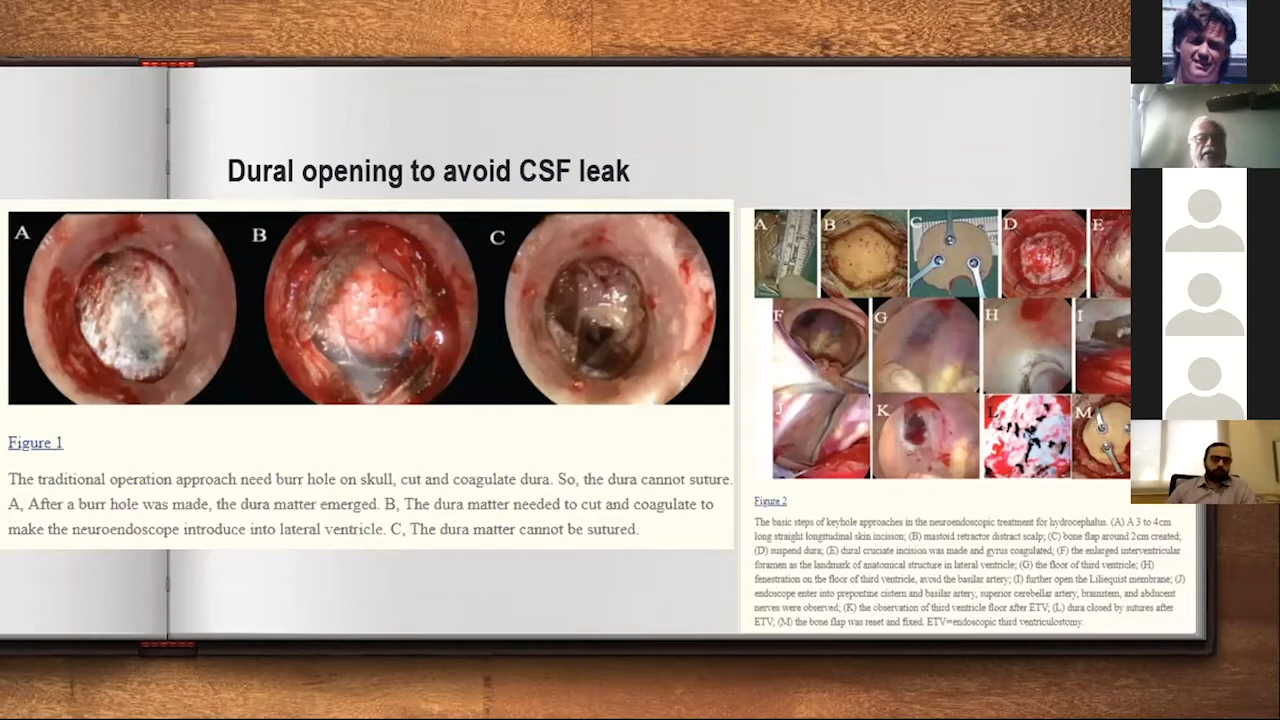 Dural opening to avoid CSF leak
A
B
C
Figure 1
The traditional operation approach need burr hole on skull, cut and coagulate dura. So, the dura cannot suture.
A, After a burr hole was made, the dura matter emerged. B, The dura matter needed to cut and coagulate to
make the neuroendoscope introduce into lateral ventricle. C, The dura matter cannot be sutured.
A
B
C
D
E
F
G
H
I
J
K
L
M
Figure 2
The basic steps of keyhole approaches in the neuroendoscopic treatment for hydrocephalus. (A) A 3 to 4cm
long straight longitudinal skin incision; (B) mastoid retractor distract scalp; (C) bone flap around 2cm created;
(D) suspend dura; (E) dural cruciate incision was made and gyrus coagulated; (F) the enlarged interventricular
foramen as the landmark of anatomical structure in lateral ventricle; (G) the floor of third ventricle; (H)
fenestration on the floor of third ventricle, avoid the basilar artery; (I) further open the Liliequist membrane; (J)
endoscope enter into prepontine cistern and basilar artery, superior cerebellar artery, brainstem, and abducent
nerves were observed; (K) the observation of third ventricle floor after ETV; (L) dura closed by sutures after
ETV; (M) the bone flap was reset and fixed. ETV=endoscopic third ventriculostomy.